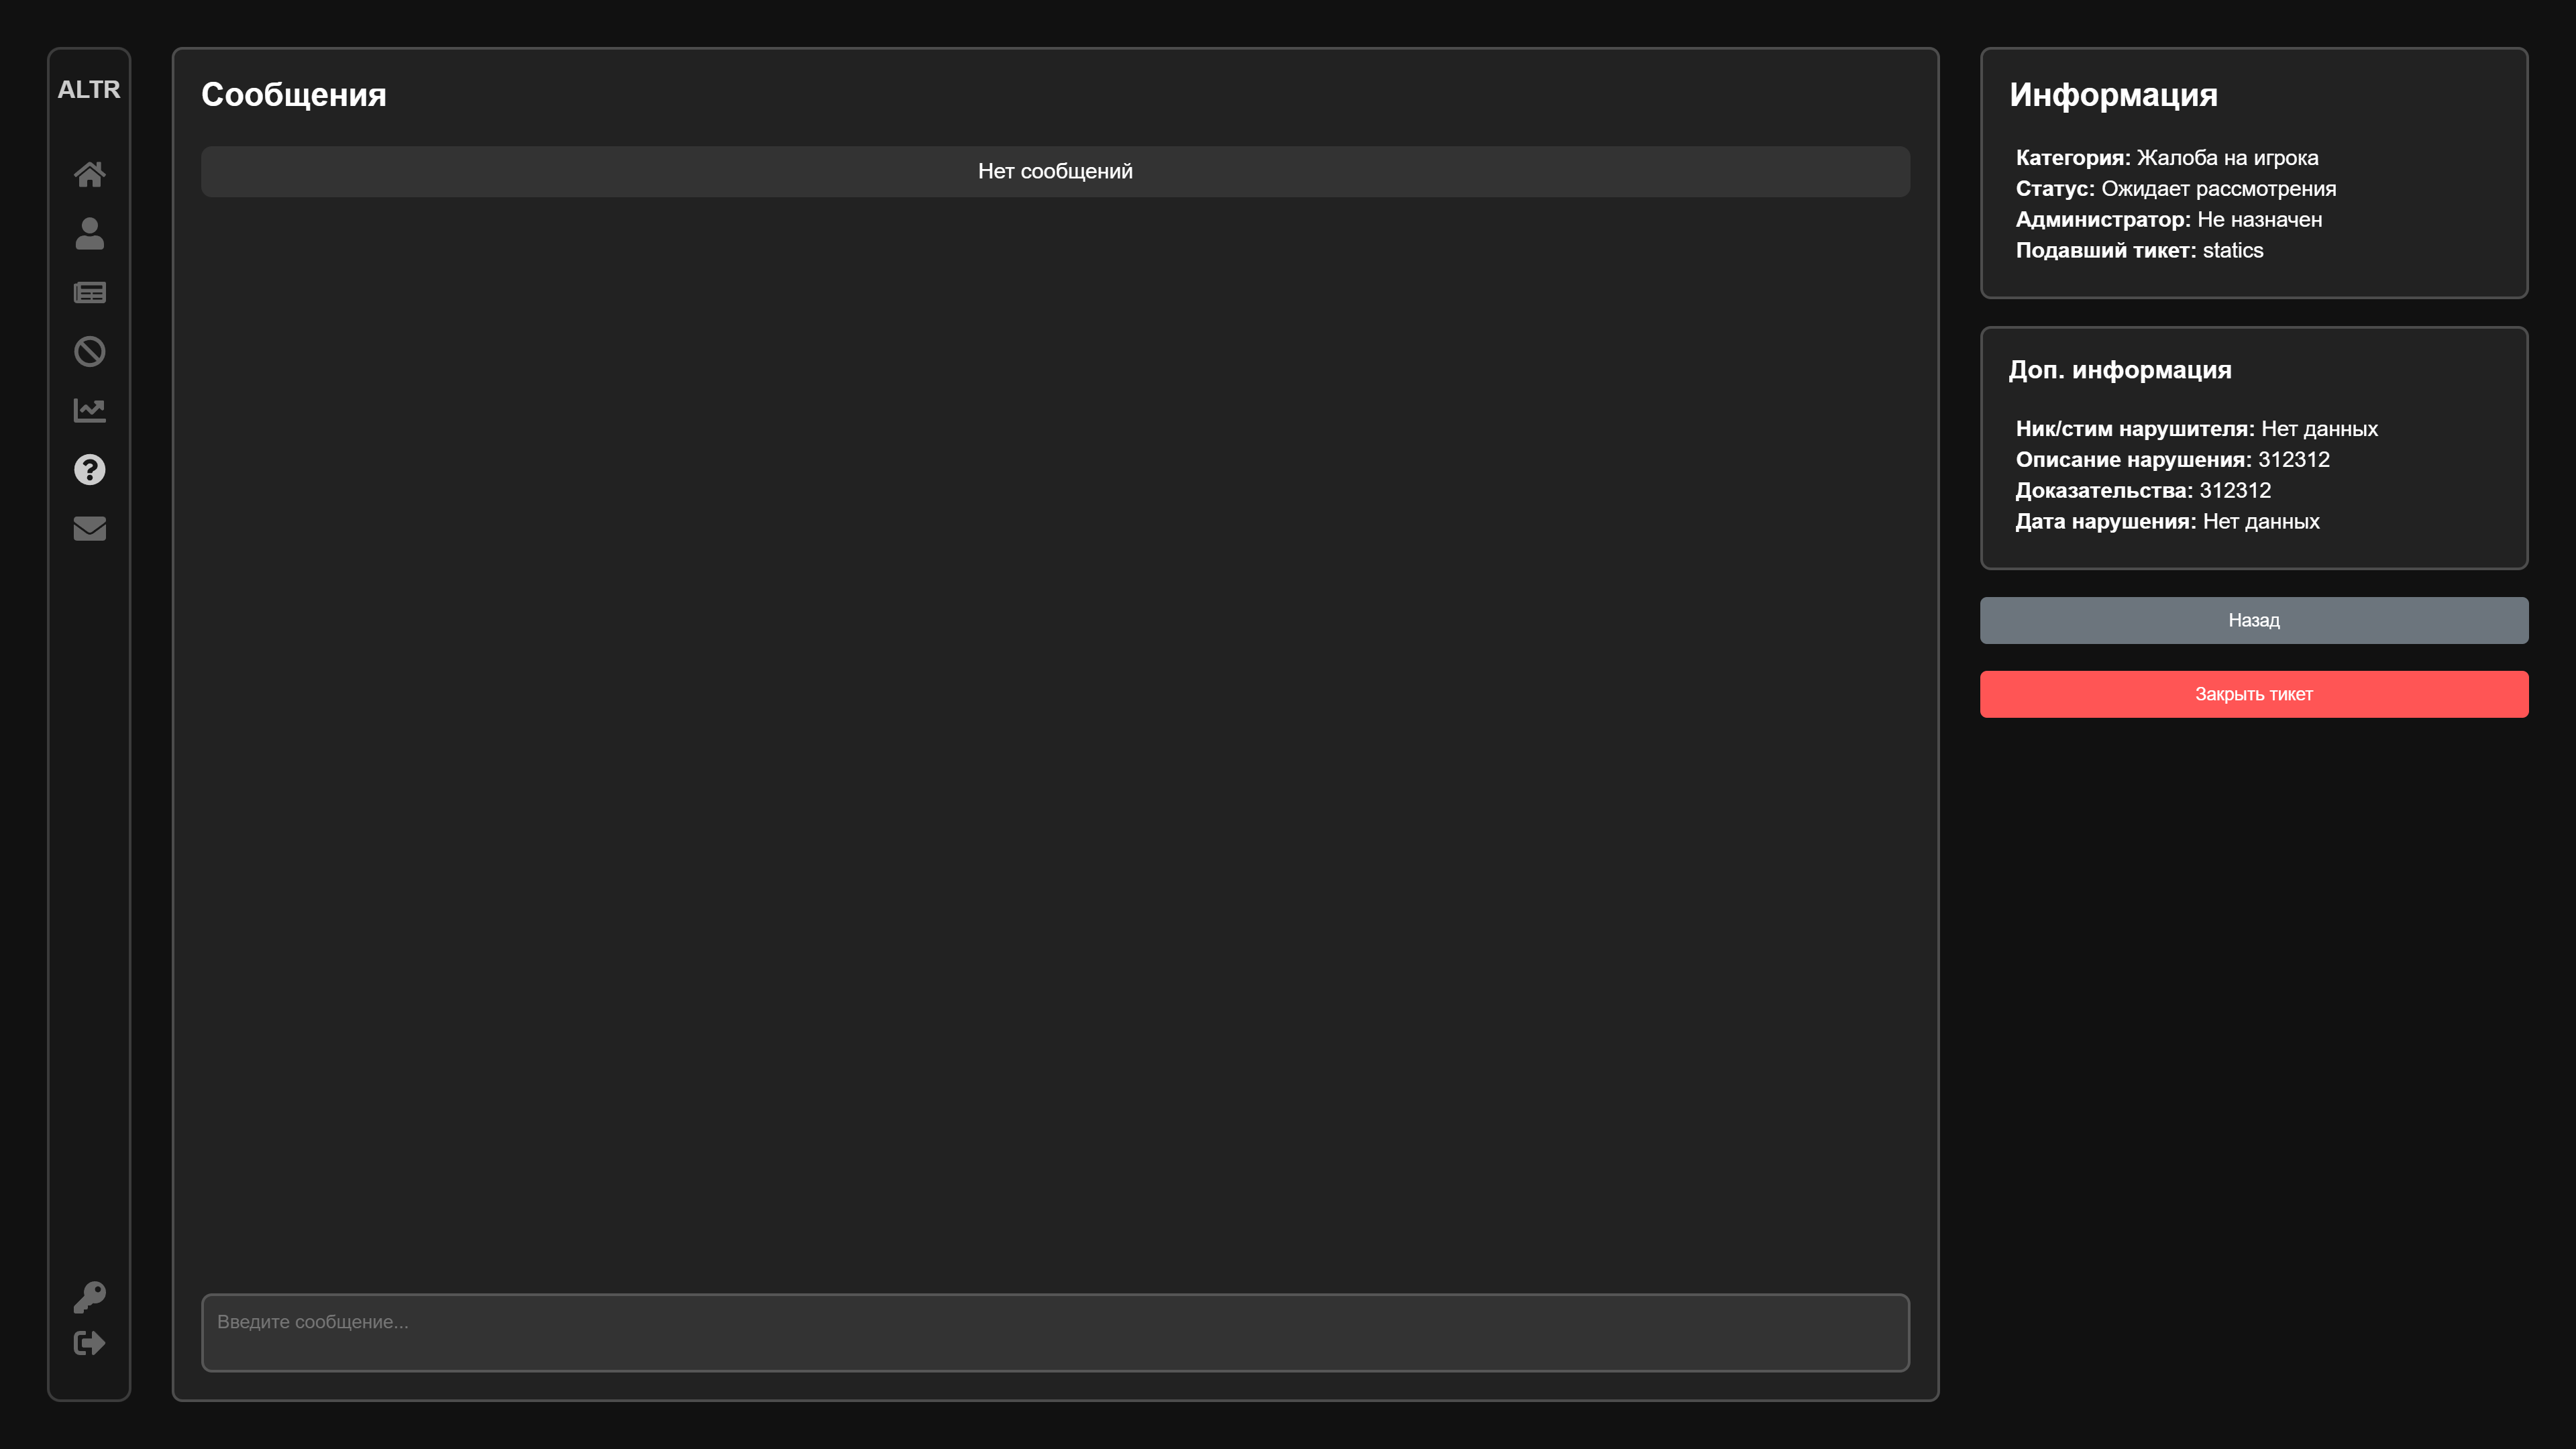 ALTR
Сообщения
Нет сообщений
Введите сообщение...
Информация
Категория: Жалоба на игрока
Статус: Ожидает рассмотрения
Администратор: Не назначен
Подавший тикет: statics
Доп. информация
Ник/стим нарушителя: Нет данных
Описание нарушения: 312312
Доказательства: 312312
Дата нарушения: Нет данных
Назад
Закрыть тикет